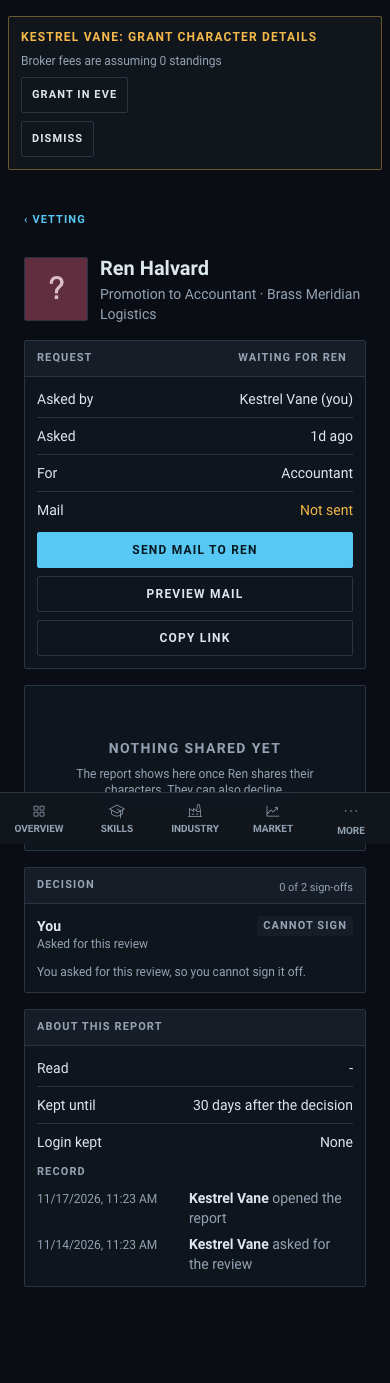 KESTREL VANE: GRANT CHARACTER DETAILS
Broker fees are assuming 0 standings
GRANT IN EVE
DISMISS
‹ VETTING
?
Ren Halvard
Promotion to Accountant · Brass Meridian
Logistics
REQUEST WAITING FOR REN
Asked by Kestrel Vane (you)
Asked 1d ago
For Accountant
Mail Not sent
SEND MAIL TO REN
PREVIEW MAIL
COPY LINK
NOTHING SHARED YET
The report shows here once Ren shares their
characters. They can also decline.
OVERVIEW SKILLS INDUSTRY MARKET MORE
DECISION 0 of 2 sign-offs
You CANNOT SIGN
Asked for this review
You asked for this review, so you cannot sign it off.
ABOUT THIS REPORT
Read -
Kept until 30 days after the decision
Login kept None
RECORD
11/17/2026, 11:23 AM Kestrel Vane opened the
report
11/14/2026, 11:23 AM Kestrel Vane asked for
the review